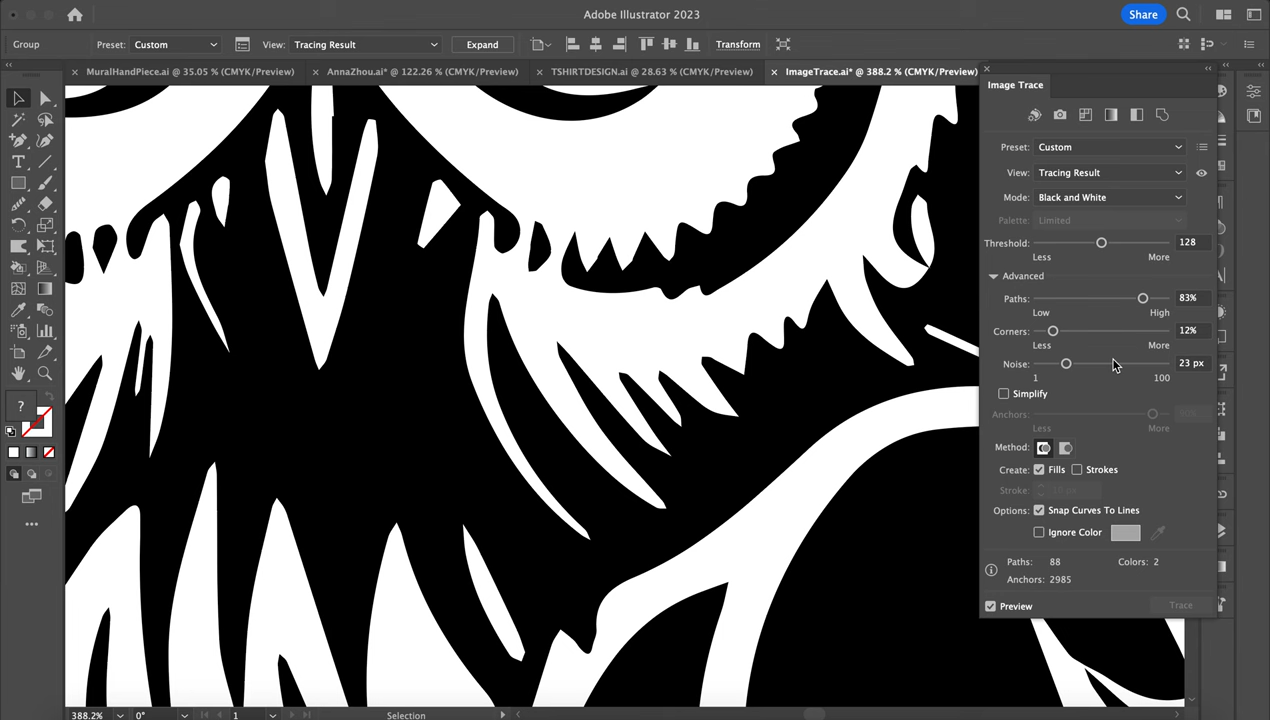 Adobe Illustrator 2023
Share
Group
Preset: Custom
View: Tracing Result
Expand
Transform
MuralHandPiece.ai @ 35.05 % (CMYK/Preview)
AnnaZhou.ai* @ 122.26 % (CMYK/Preview)
TSHIRTDESIGN.ai @ 28.63 % (CMYK/Preview)
ImageTrace.ai* @ 388.2 % (CMYK/Preview)
Image Trace
Preset: Custom
View: Tracing Result
Mode: Black and White
Palette: Limited
Threshold: 128
Less More
Advanced
Paths: 83%
Low High
Corners: 12%
Less More
Noise: 23 px
1 100
Simplify
Anchors:
Less More
Method:
Create: Fills Strokes
Stroke: 10 px
Options: Snap Curves To Lines
Ignore Color
Paths: 88 Colors: 2
Anchors: 2985
Preview Trace
?
388.2% 0° 1 Selection